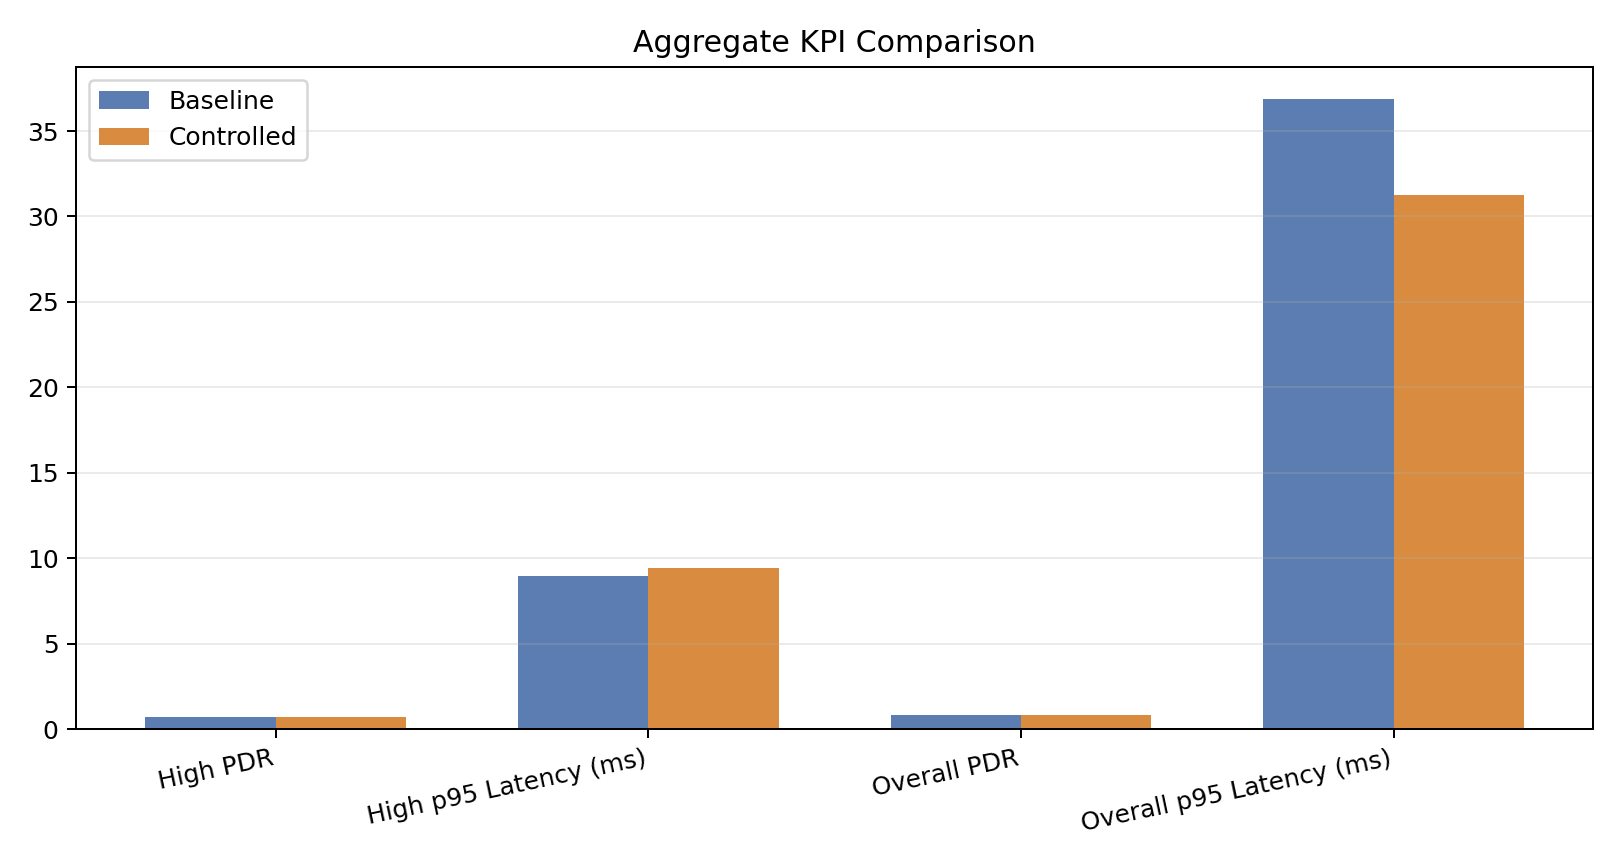 Aggregate KPI Comparison
Baseline
Controlled
35
30
25
20
15
10
5
0
High PDR
High p95 Latency (ms)
Overall PDR
Overall p95 Latency (ms)